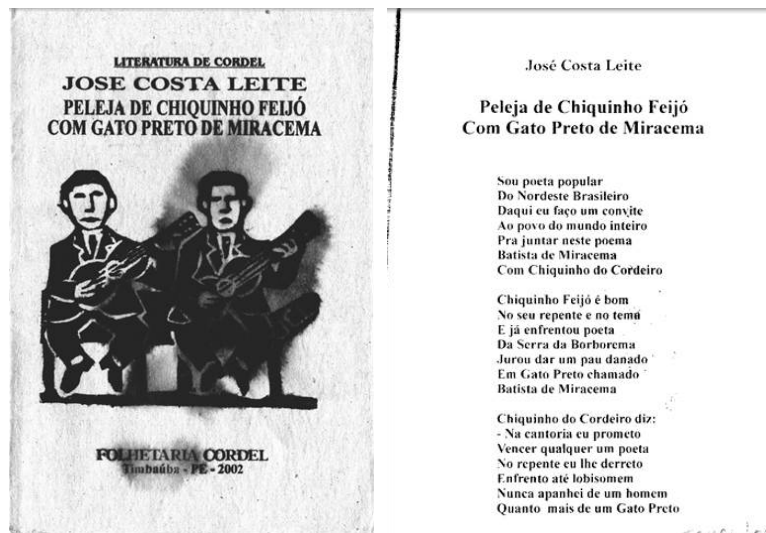 LITERATURA DE CORDEL
JOSE COSTA LEITE
PELEJA DE CHIQUINHO FEIJÓ
COM GATO PRETO DE MIRACEMA
FOLHETARIA CORDEL
Timbaúba - PE - 2002
José Costa Leite
Peleja de Chiquinho Feijó
Com Gato Preto de Miracema
Sou poeta popular
Do Nordeste Brasileiro
Daqui eu faço um convite
Ao povo do mundo inteiro
Pra juntar neste poema
Batista de Miracema
Com Chiquinho do Cordeiro
Chiquinho Feijó é bom
No seu repente e no tema
E já enfrentou poeta
Da Serra da Borborema
Jurou dar um pau danado
Em Gato Preto chamado
Batista de Miracema
Chiquinho do Cordeiro diz:
- Na cantoria eu prometo
Vencer qualquer um poeta
No repente eu lhe derreto
Enfrento até lobisomem
Nunca apanhei de um homem
Quanto mais de um Gato Preto